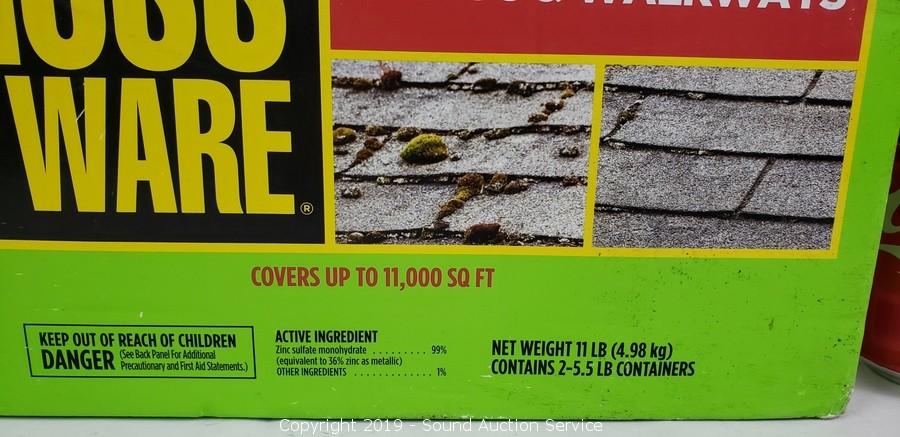 WARE®
& WALKWAYS
COVERS UP TO 11,000 SQ FT
KEEP OUT OF REACH OF CHILDREN
DANGER (See Back Panel For Additional
Precautionary and First Aid Statements.)
ACTIVE INGREDIENT
Zinc sulfate monohydrate . . . . . . . . . 99%
(equivalent to 36% zinc as metallic)
OTHER INGREDIENTS . . . . . . . . . . . . . 1%
NET WEIGHT 11 LB (4.98 kg)
CONTAINS 2-5.5 LB CONTAINERS
Copyright 2019 - Sound Auction Service